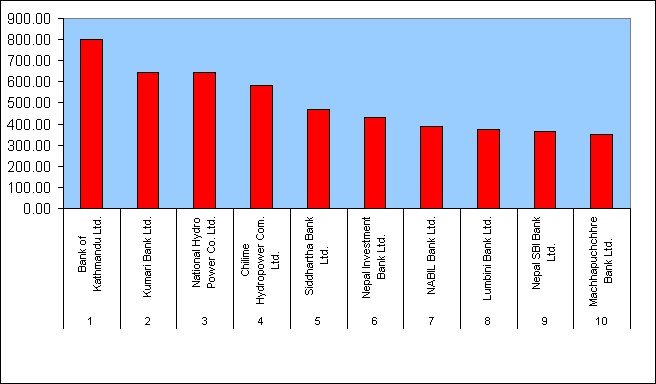 900.00
800.00
700.00
600.00
500.00
400.00
300.00
200.00
100.00
0.00
Bank of
Kathmandu Ltd.
Kumari Bank Ltd.
National Hydro
Power Co. Ltd.
Chilime
Hydropower Com.
Ltd.
Siddhartha Bank
Ltd.
Nepal Investment
Bank Ltd.
NABIL Bank Ltd.
Lumbini Bank Ltd.
Nepal SBI Bank
Ltd.
Machhapuchchhre
Bank Ltd.
1 2 3 4 5 6 7 8 9 10